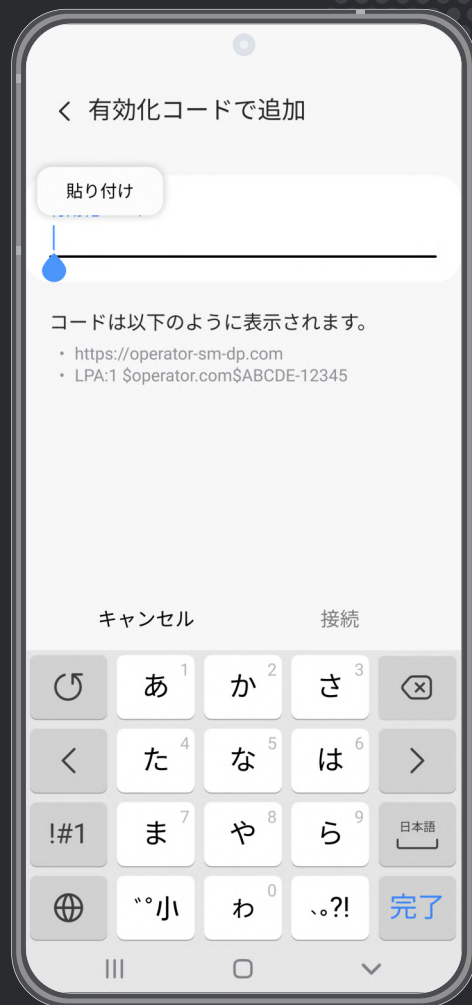 有効化コードで追加
貼り付け
コードは以下のように表示されます。
• https://operator-sm-dp.com
• LPA:1 $operator.com$ABCDE-12345
キャンセル 接続
あ 1 か 2 さ 3
た 4 な 5 は 6
!#1 ま 7 や 8 ら 9 日本語
゛゜小 わ 0 、。?! 完了